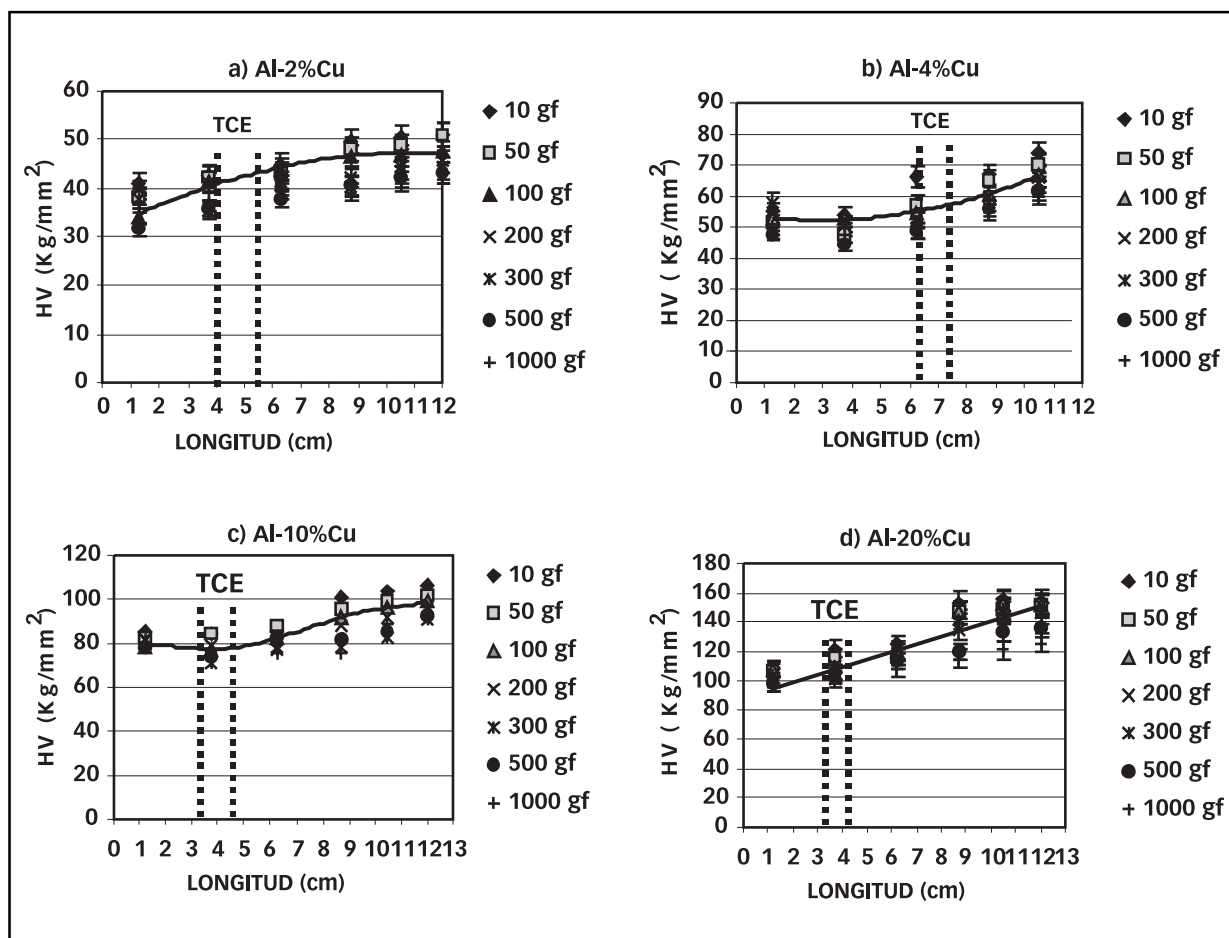 a) Al-2%Cu
HV (Kg/mm²)
60
50
40
30
20
10
0
TCE
0 1 2 3 4 5 6 7 8 9 10 11 12
LONGITUD (cm)
10 gf
50 gf
100 gf
200 gf
300 gf
500 gf
1000 gf
b) Al-4%Cu
HV ( Kg/mm²)
90
80
70
60
50
40
30
20
10
0
TCE
0 1 2 3 4 5 6 7 8 9 10 11 12
LONGITUD (cm)
10 gf
50 gf
100 gf
200 gf
300 gf
500 gf
1000 gf
c) Al-10%Cu
HV (Kg/mm²)
120
100
80
60
40
20
0
TCE
0 1 2 3 4 5 6 7 8 9 10 11 12 13
LONGITUD (cm)
10 gf
50 gf
100 gf
200 gf
300 gf
500 gf
1000 gf
d) Al-20%Cu
HV ( Kg/mm²)
180
160
140
120
100
80
60
40
20
0
TCE
0 1 2 3 4 5 6 7 8 9 10 11 12 13
LONGITUD (cm)
10 gf
50 gf
100 gf
200 gf
300 gf
500 gf
1000 gf